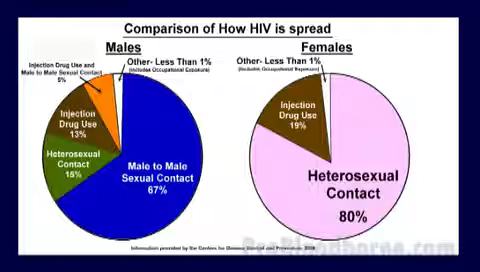 Comparison of How HIV is spread
Males
Females
Injection Drug Use and
Male to Male Sexual Contact
5%
Other- Less Than 1%
(Includes Occupational Exposure)
Injection
Drug Use
13%
Heterosexual
Contact
15%
Male to Male
Sexual Contact
67%
Other- Less Than 1%
(Includes Occupational Exposure)
Injection
Drug Use
19%
Heterosexual
Contact
80%
Information provided by the Centers for Disease Control and Prevention,
ProBloodborne.com